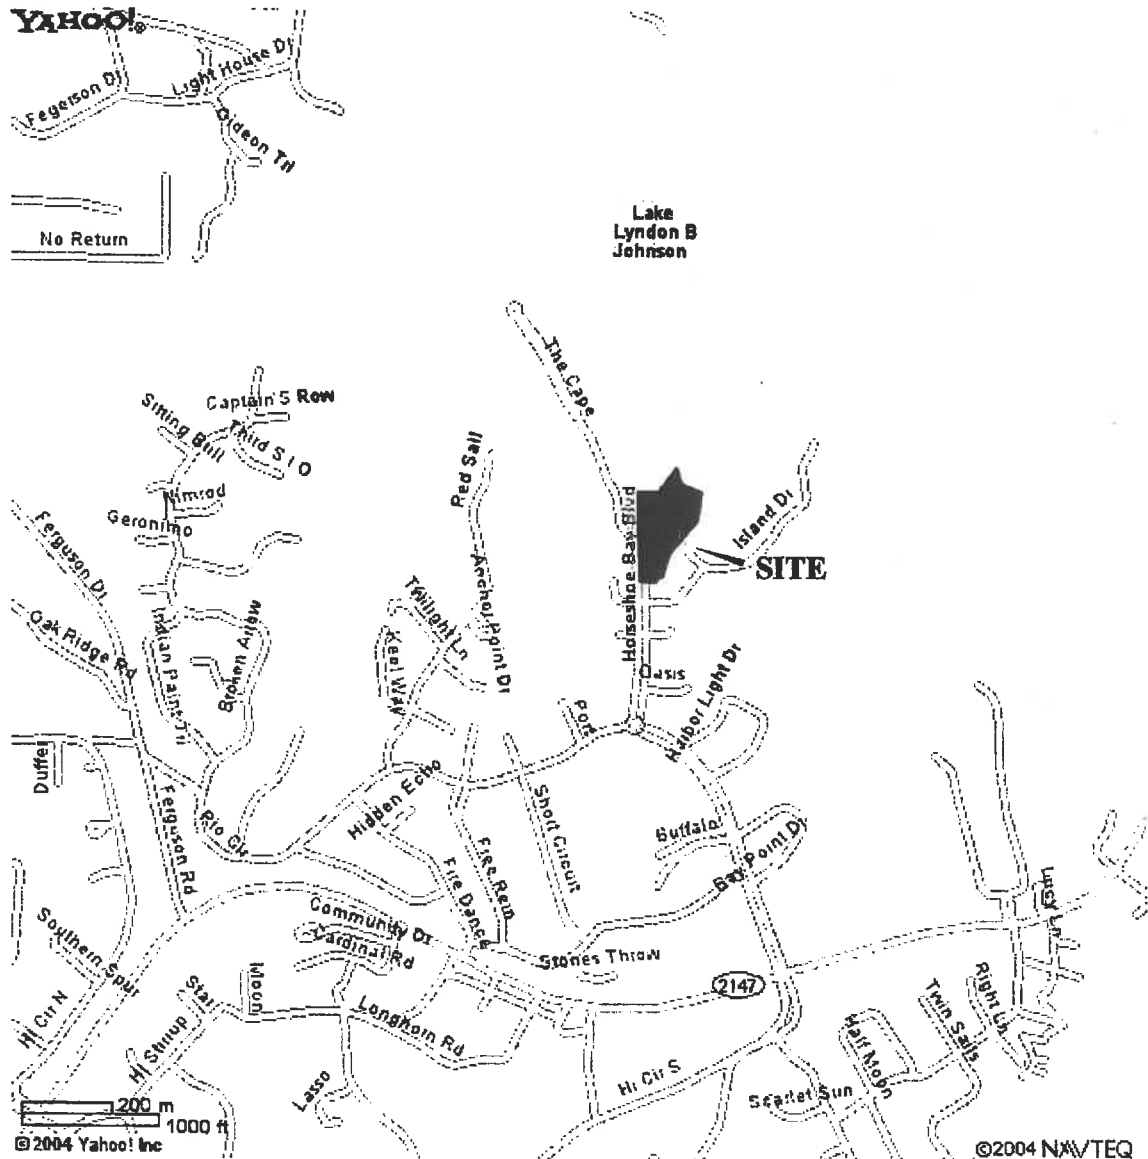 YAHOO!®
Light House Dr
Fegerson Dr
Gideon Trl
No Return
Lake
Lyndon B
Johnson
The Cape
Captain S Row
Sitting Bull
Third S I O
Red Sail
Nimrod
Geronimo
Ferguson Dr
Horseshoe Bay Blvd
Island Dr
SITE
Anchor Point Dr
Twilight Ln
Oak Ridge Rd
Indian Paint Trl
Broken Arrow
Keel Way
Oasis
Port
Harbor Light Dr
Duffer
Hidden Echo
Ferguson Rd
Rio Cir
Short Circuit
Buffalo
Bay Point Dr
Free Rein
Fire Dance
Community Dr
Cardinal Rd
Stones Throw
Southern Spur
Hi Cir N
Moon
Star
Longhorn Rd
2147
Right Ln
Twin Sails
Half Moon
Hi Stirrup
Lasso
Hi Cir S
Scarlet Sun
200 m
1000 ft
©2004 Yahoo! Inc
©2004 NAVTEQ